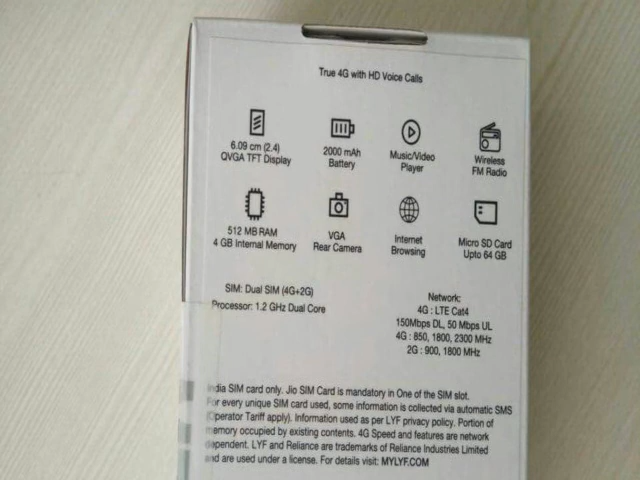 True 4G with HD Voice Calls
6.09 cm (2.4)
QVGA TFT Display
2000 mAh
Battery
Music/Video
Player
Wireless
FM Radio
512 MB RAM
4 GB Internal Memory
VGA
Rear Camera
Internet
Browsing
Micro SD Card
Upto 64 GB
SIM: Dual SIM (4G+2G)
Processor: 1.2 GHz Dual Core
Network:
4G : LTE Cat4
150Mbps DL, 50 Mbps UL
4G : 850, 1800, 2300 MHz
2G : 900, 1800 MHz
India SIM card only. Jio SIM Card is mandatory in One of the SIM slot.
For every unique SIM card used, some information is collected via automatic SMS
(Operator Tariff apply). Information used as per LYF privacy policy. Portion of
memory occupied by existing contents. 4G Speed and features are network
dependent. LYF and Reliance are trademarks of Reliance Industries Limited
and are used under a license. For details visit: MYLYF.COM